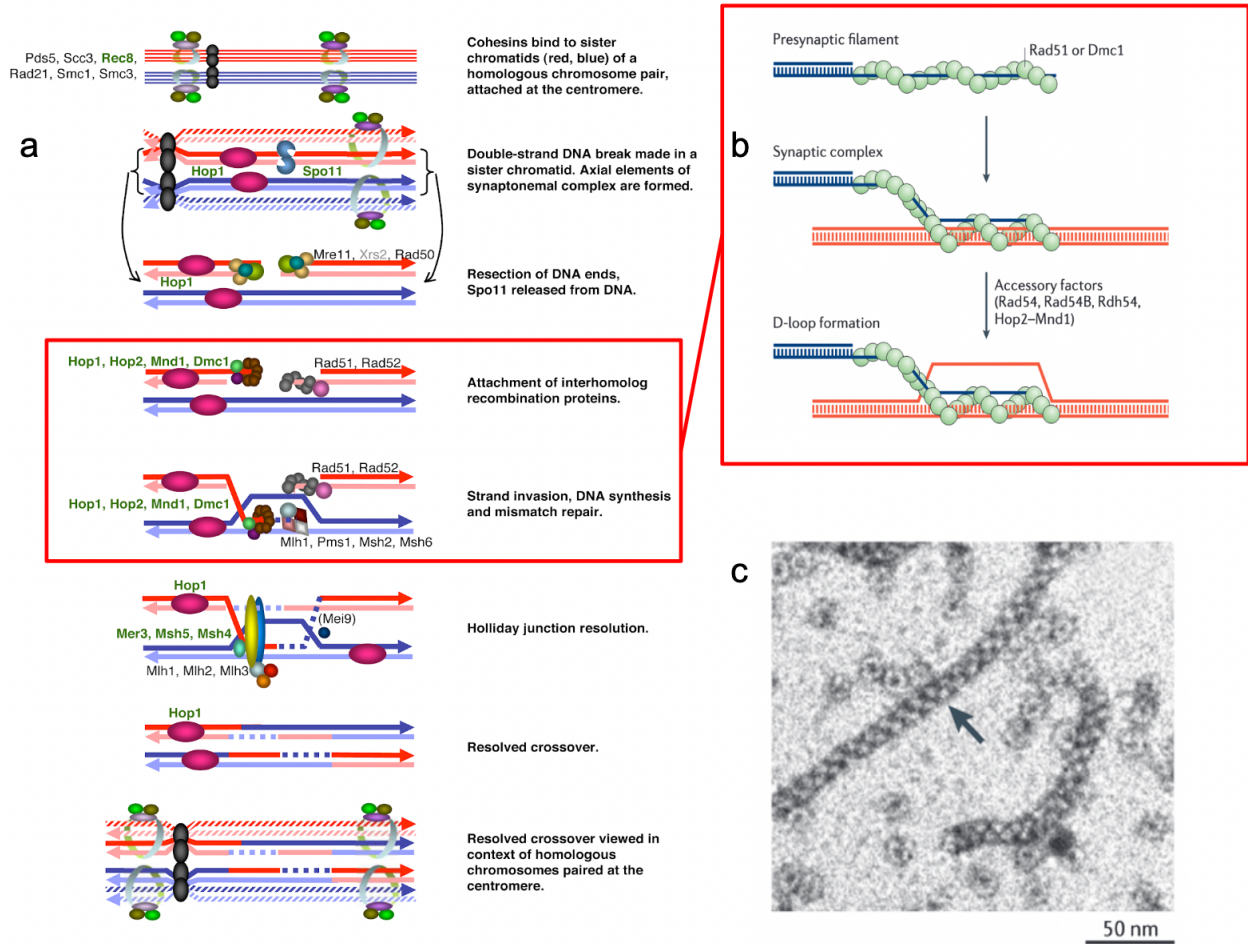 Pds5, Scc3, Rec8,
Rad21, Smc1, Smc3,
Cohesins bind to sister
chromatids (red, blue) of a
homologous chromosome pair,
attached at the centromere.
a
Hop1
Spo11
Double-strand DNA break made in a
sister chromatid. Axial elements of
synaptonemal complex are formed.
Mre11, Xrs2, Rad50
Hop1
Resection of DNA ends,
Spo11 released from DNA.
Hop1, Hop2, Mnd1, Dmc1
Rad51, Rad52
Attachment of interhomolog
recombination proteins.
Rad51, Rad52
Hop1, Hop2, Mnd1, Dmc1
Mlh1, Pms1, Msh2, Msh6
Strand invasion, DNA synthesis
and mismatch repair.
Hop1
(Mei9)
Mer3, Msh5, Msh4
Mlh1, Mlh2, Mlh3
Holliday junction resolution.
Hop1
Resolved crossover.
Resolved crossover viewed in
context of homologous
chromosomes paired at the
centromere.
b
Presynaptic filament
Rad51 or Dmc1
Synaptic complex
Accessory factors
(Rad54, Rad54B, Rdh54,
Hop2–Mnd1)
D-loop formation
c
50 nm